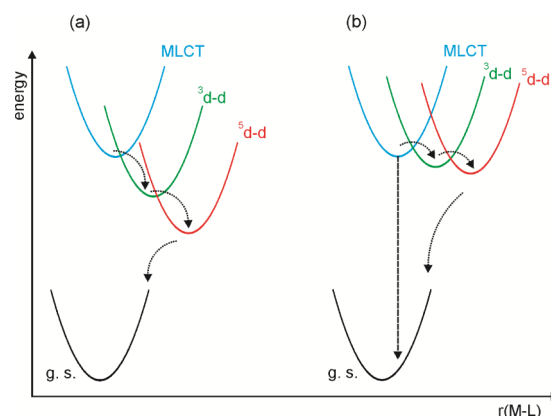 (a)
(b)
MLCT
³d-d
⁵d-d
MLCT
³d-d
⁵d-d
energy
g. s.
g. s.
r(M-L)